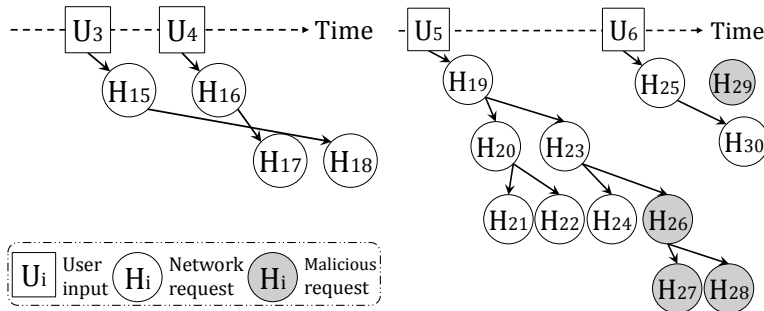 U3 U4 Time
H15 H16
H17 H18
U5 U6 Time
H19 H25 H29
H20 H23 H30
H21 H22 H24 H26
H27 H28
Ui User input
Hi Network request
Hi Malicious request